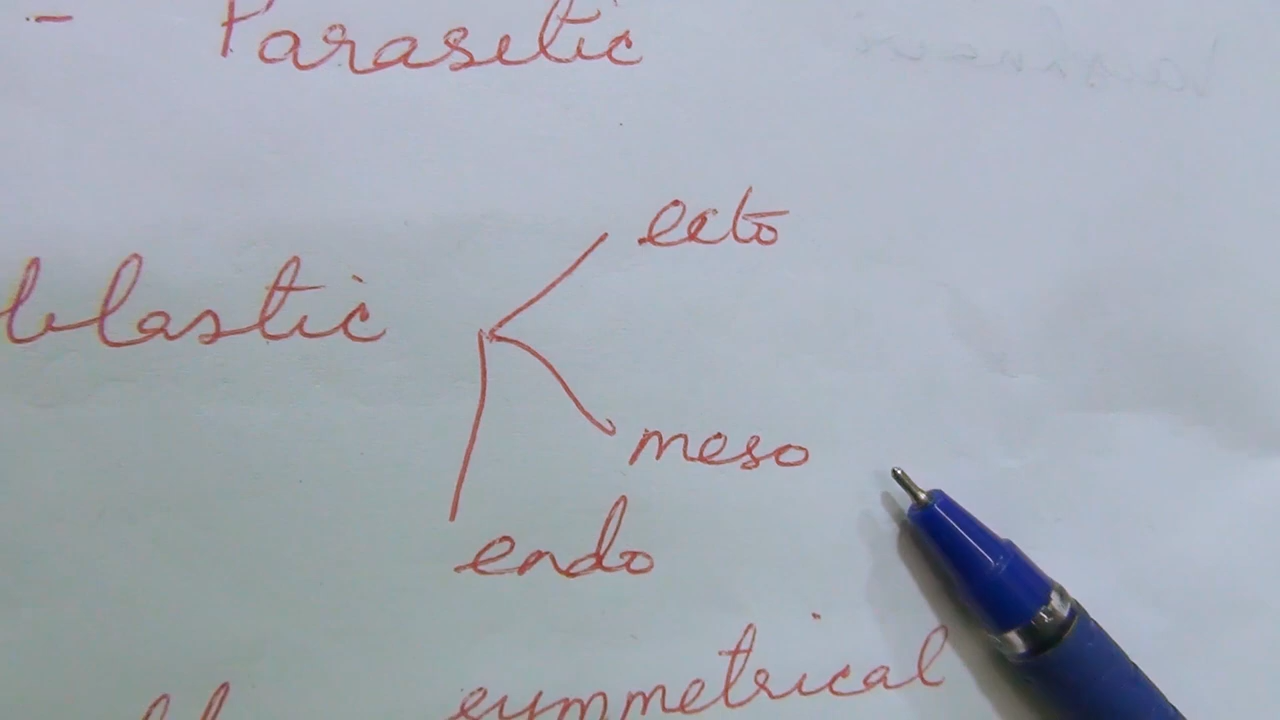 - Parasitic
blastic
ecto
meso
endo
symmetrical